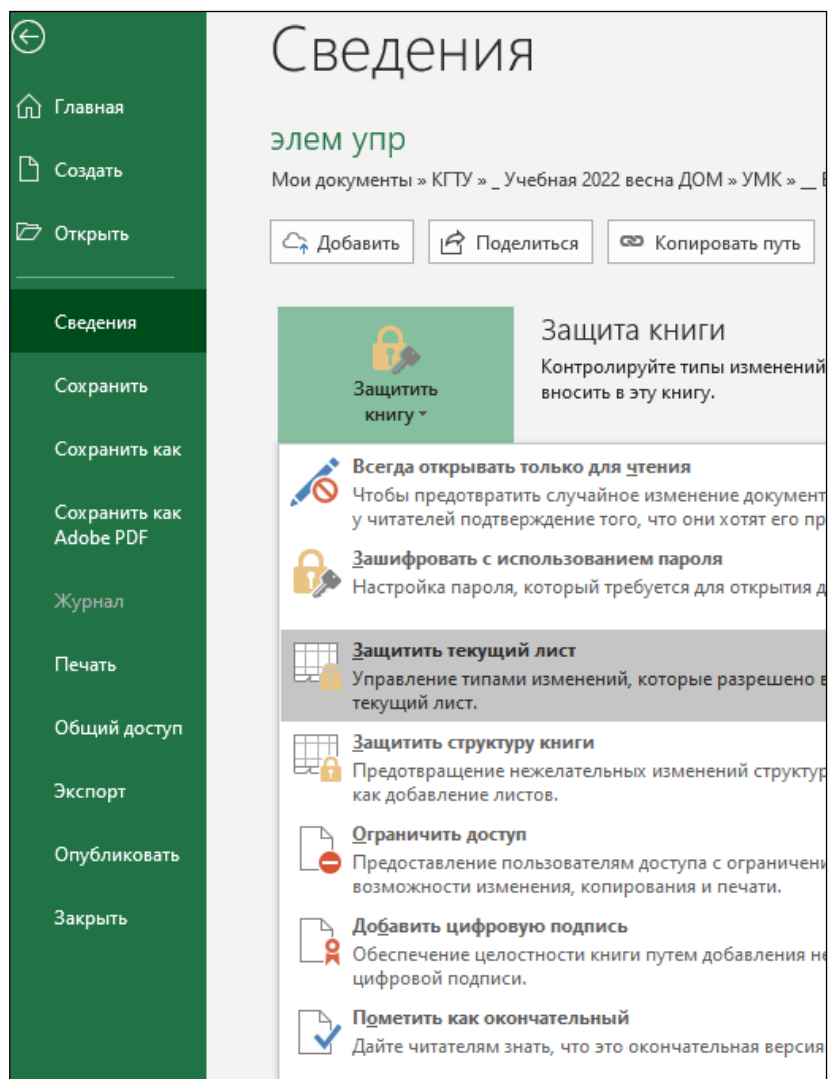 Сведения
Главная
Создать
Открыть
Сведения
Сохранить
Сохранить как
Сохранить как
Adobe PDF
Журнал
Печать
Общий доступ
Экспорт
Опубликовать
Закрыть
элем упр
Мои документы » КГТУ » _ Учебная 2022 весна ДОМ » УМК » __
Добавить
Поделиться
Копировать путь
Защитить
книгу
Защита книги
Контролируйте типы изменений
вносить в эту книгу.
Всегда открывать только для чтения
Чтобы предотвратить случайное изменение документ
у читателей подтверждение того, что они хотят его пр
Зашифровать с использованием пароля
Настройка пароля, который требуется для открытия д
Защитить текущий лист
Управление типами изменений, которые разрешено в
текущий лист.
Защитить структуру книги
Предотвращение нежелательных изменений структур
как добавление листов.
Ограничить доступ
Предоставление пользователям доступа с ограничени
возможности изменения, копирования и печати.
Добавить цифровую подпись
Обеспечение целостности книги путем добавления не
цифровой подписи.
Пометить как окончательный
Дайте читателям знать, что это окончательная версия